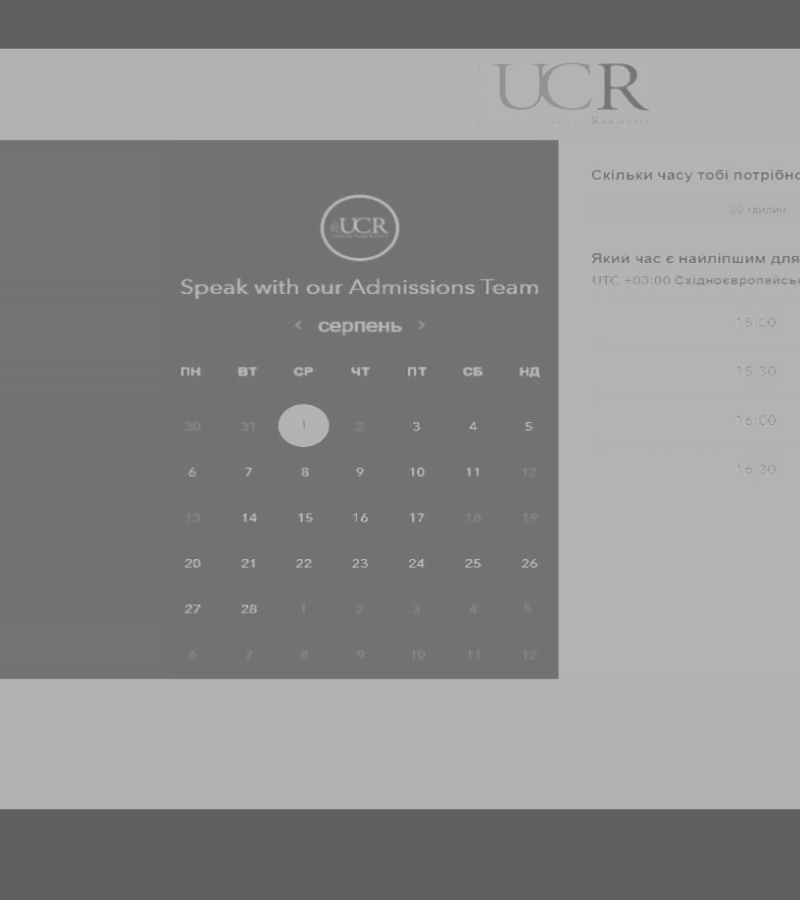 UCR
Roosevelt
UCR
Speak with our Admissions Team
< серпень >
ПН ВТ СР ЧТ ПТ СБ НД
30 31 1 2 3 4 5
6 7 8 9 10 11 12
13 14 15 16 17 18 19
20 21 22 23 24 25 26
27 28 1 2 3 4 5
6 7 8 9 10 11 12
Скільки часу тобі потрібно
30 хвилин
Який час є найліпшим для
UTC +03:00 Східноєвропейськ
15:00
15:30
16:00
16:30